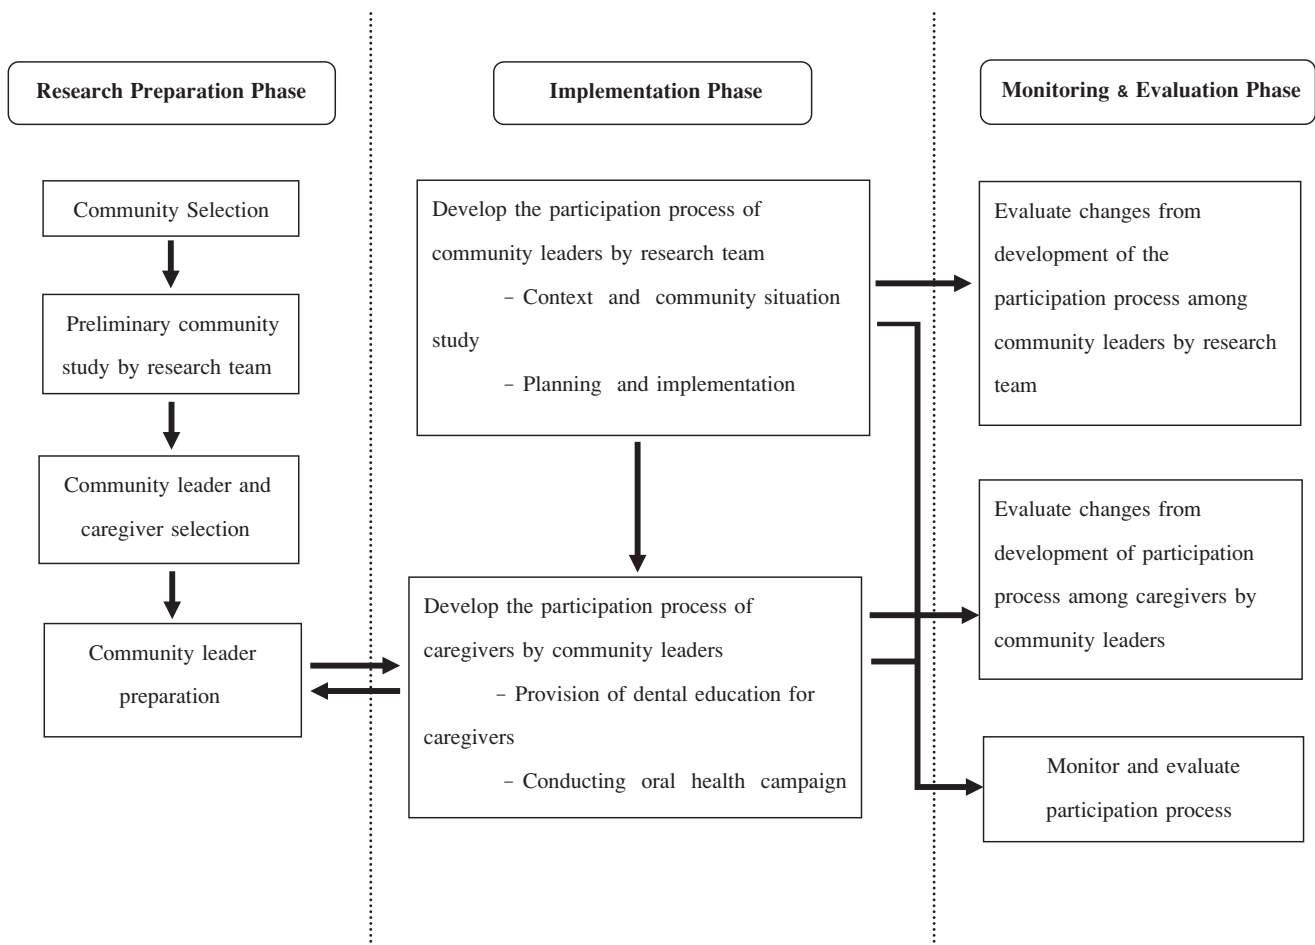 Research Preparation Phase
Community Selection
Preliminary community
study by research team
Community leader and
caregiver selection
Community leader
preparation
Implementation Phase
Develop the participation process of
community leaders by research team
– Context and community situation
study
– Planning and implementation
Develop the participation process of
caregivers by community leaders
– Provision of dental education for
caregivers
– Conducting oral health campaign
Monitoring & Evaluation Phase
Evaluate changes from
development of the
participation process among
community leaders by research
team
Evaluate changes from
development of participation
process among caregivers by
community leaders
Monitor and evaluate
participation process